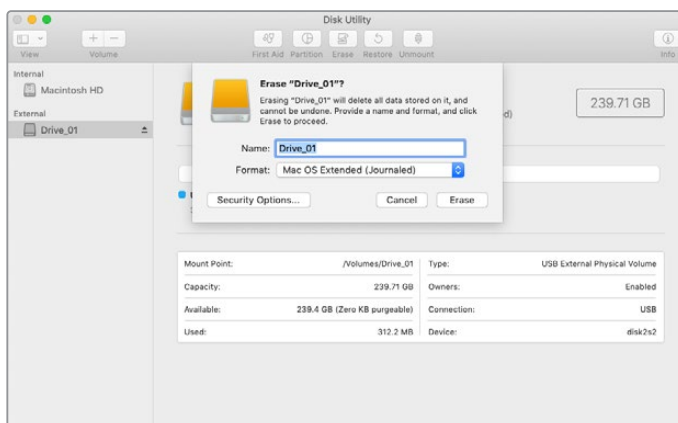 Disk Utility
View
Volume
First Aid Partition Erase Restore Unmount
Info
Internal
Macintosh HD
External
Drive_01
Erase “Drive_01”?
Erasing “Drive_01” will delete all data stored on it, and
cannot be undone. Provide a name and format, and click
Erase to proceed.
d)
239.71 GB
Name: Drive_01
Format: Mac OS Extended (Journaled)
Security Options... Cancel Erase
Mount Point: /Volumes/Drive_01 Type: USB External Physical Volume
Capacity: 239.71 GB Owners: Enabled
Available: 239.4 GB (Zero KB purgeable) Connection: USB
Used: 312.2 MB Device: disk2s2